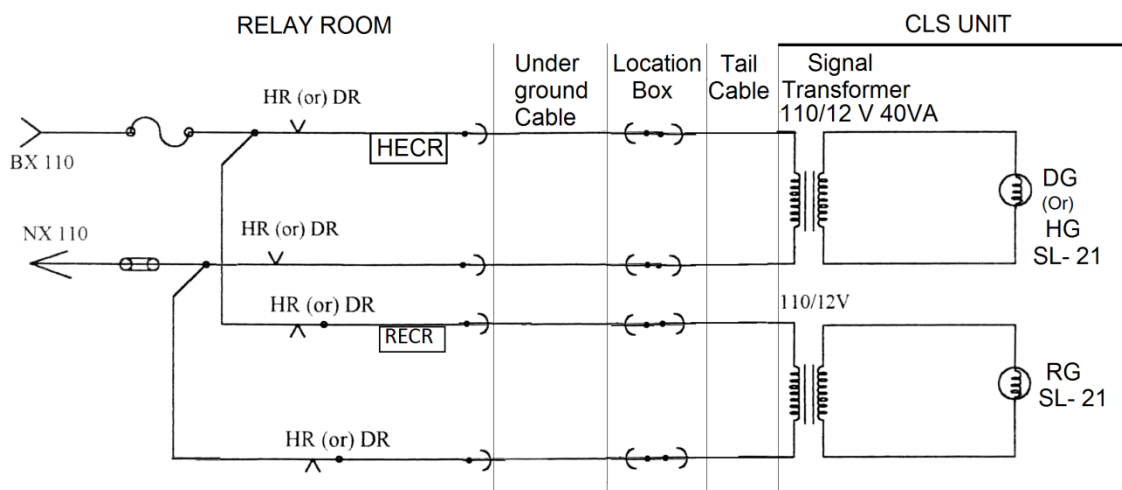 RELAY ROOM
CLS UNIT
Under
ground
Cable
Location
Box
Tail
Cable
Signal
Transformer
110/12 V 40VA
HR (or) DR
BX 110
HECR
DG
(Or)
HG
SL- 21
HR (or) DR
NX 110
HR (or) DR
RECR
110/12V
RG
SL- 21
HR (or) DR